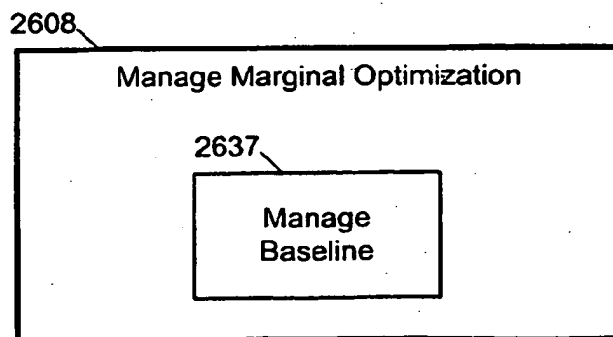 2608
Manage Marginal Optimization
2637
Manage
Baseline